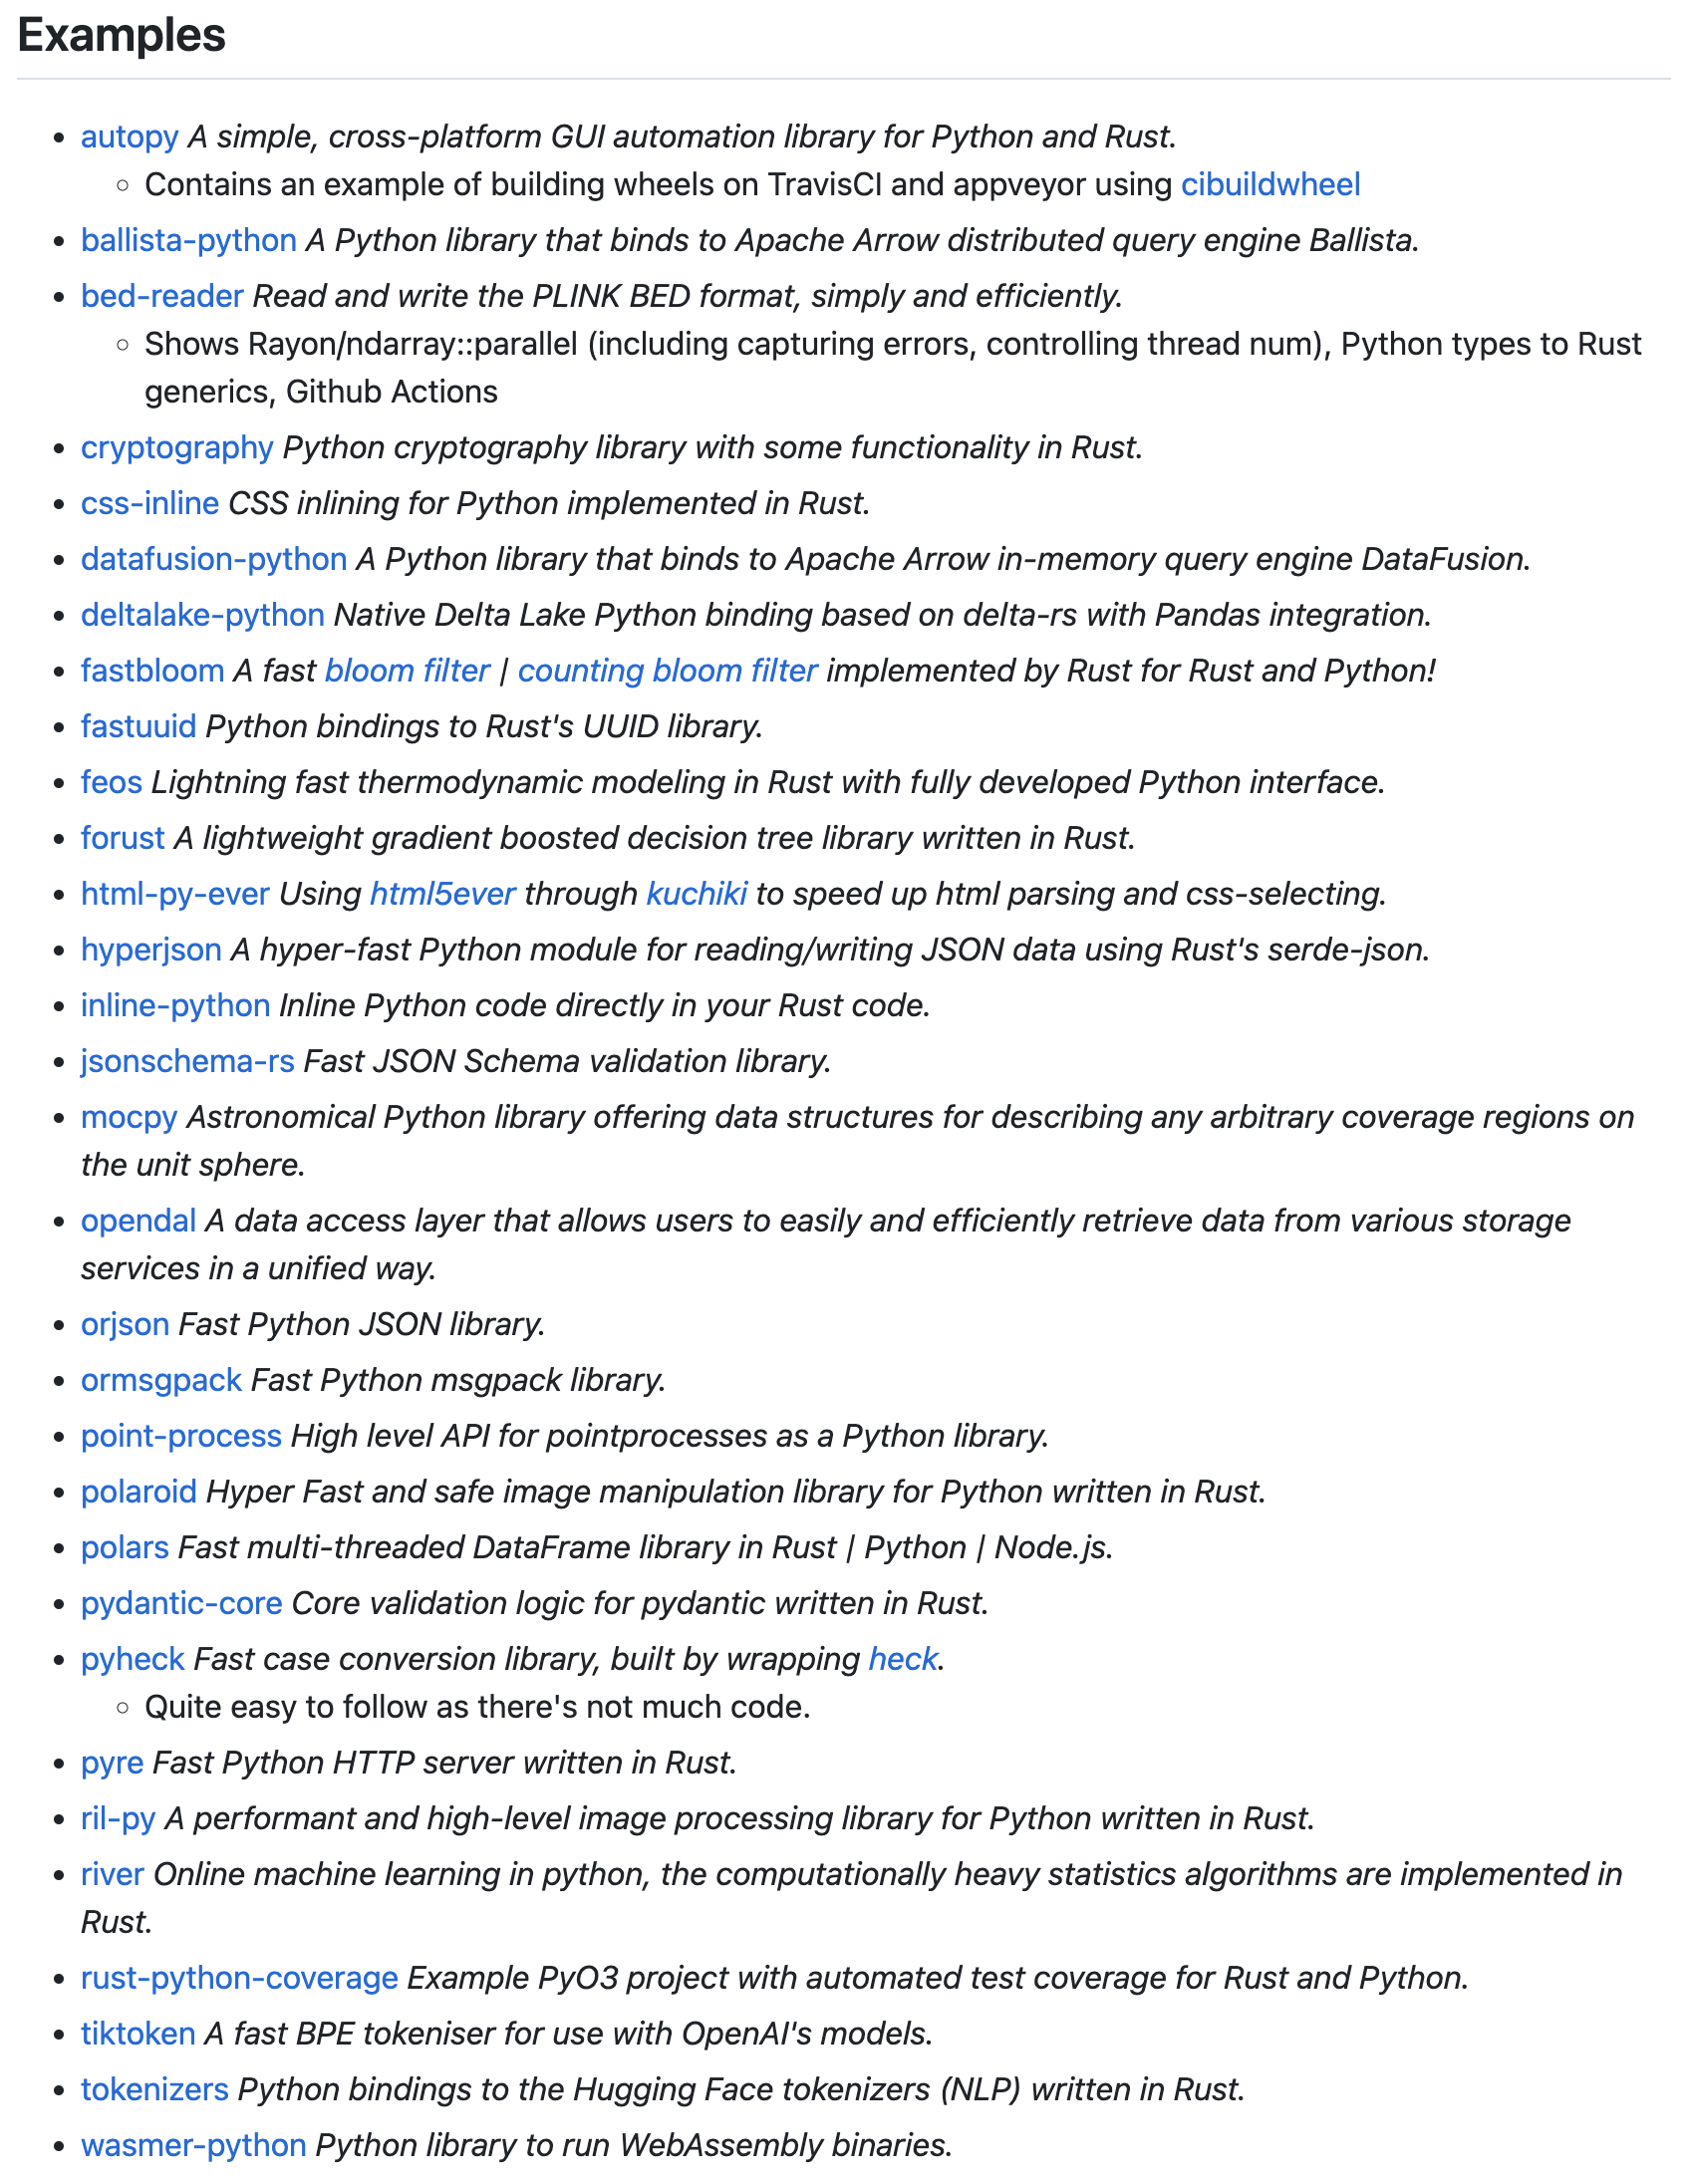 Examples
autopy A simple, cross-platform GUI automation library for Python and Rust.
Contains an example of building wheels on TravisCI and appveyor using cibuildwheel
ballista-python A Python library that binds to Apache Arrow distributed query engine Ballista.
bed-reader Read and write the PLINK BED format, simply and efficiently.
Shows Rayon/ndarray::parallel (including capturing errors, controlling thread num), Python types to Rust
generics, Github Actions
cryptography Python cryptography library with some functionality in Rust.
css-inline CSS inlining for Python implemented in Rust.
datafusion-python A Python library that binds to Apache Arrow in-memory query engine DataFusion.
deltalake-python Native Delta Lake Python binding based on delta-rs with Pandas integration.
fastbloom A fast bloom filter | counting bloom filter implemented by Rust for Rust and Python!
fastuuid Python bindings to Rust's UUID library.
feos Lightning fast thermodynamic modeling in Rust with fully developed Python interface.
forust A lightweight gradient boosted decision tree library written in Rust.
html-py-ever Using html5ever through kuchiki to speed up html parsing and css-selecting.
hyperjson A hyper-fast Python module for reading/writing JSON data using Rust's serde-json.
inline-python Inline Python code directly in your Rust code.
jsonschema-rs Fast JSON Schema validation library.
mocpy Astronomical Python library offering data structures for describing any arbitrary coverage regions on
the unit sphere.
opendal A data access layer that allows users to easily and efficiently retrieve data from various storage
services in a unified way.
orjson Fast Python JSON library.
ormsgpack Fast Python msgpack library.
point-process High level API for pointprocesses as a Python library.
polaroid Hyper Fast and safe image manipulation library for Python written in Rust.
polars Fast multi-threaded DataFrame library in Rust | Python | Node.js.
pydantic-core Core validation logic for pydantic written in Rust.
pyheck Fast case conversion library, built by wrapping heck.
Quite easy to follow as there's not much code.
pyre Fast Python HTTP server written in Rust.
ril-py A performant and high-level image processing library for Python written in Rust.
river Online machine learning in python, the computationally heavy statistics algorithms are implemented in
Rust.
rust-python-coverage Example PyO3 project with automated test coverage for Rust and Python.
tiktoken A fast BPE tokeniser for use with OpenAI's models.
tokenizers Python bindings to the Hugging Face tokenizers (NLP) written in Rust.
wasmer-python Python library to run WebAssembly binaries.